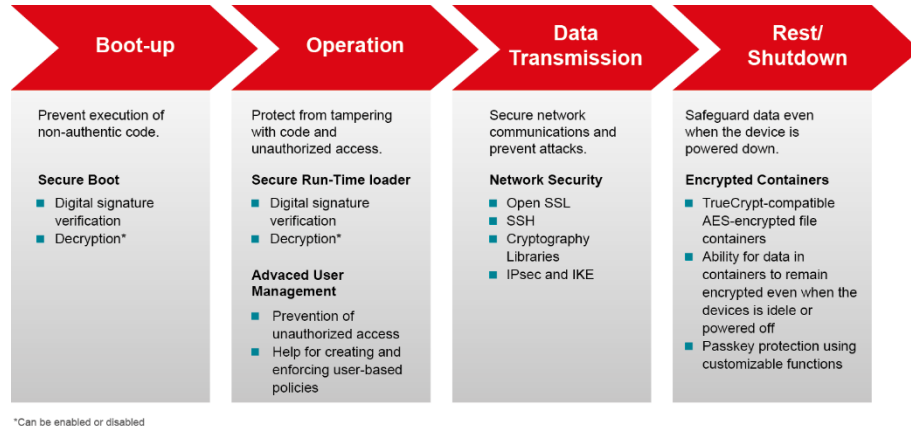 Boot-up
Prevent execution of
non-authentic code.
Secure Boot
Digital signature
verification
Decryption*
Operation
Protect from tampering
with code and
unauthorized access.
Secure Run-Time loader
Digital signature
verification
Decryption*
Advaced User
Management
Prevention of
unauthorized access
Help for creating and
enforcing user-based
policies
Data
Transmission
Secure network
communications and
prevent attacks.
Network Security
Open SSL
SSH
Cryptography
Libraries
IPsec and IKE
Rest/
Shutdown
Safeguard data even
when the device is
powered down.
Encrypted Containers
TrueCrypt-compatible
AES-encrypted file
containers
Ability for data in
containers to remain
encrypted even when the
devices is idele or
powered off
Passkey protection using
customizable functions
*Can be enabled or disabled